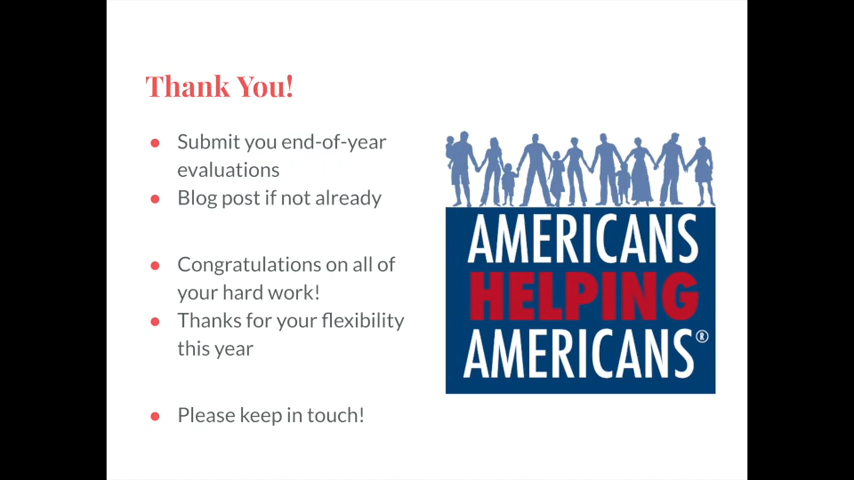 Thank You!
● Submit you end-of-year
evaluations
● Blog post if not already
● Congratulations on all of
your hard work!
● Thanks for your flexibility
this year
● Please keep in touch!
AMERICANS
HELPING
AMERICANS®